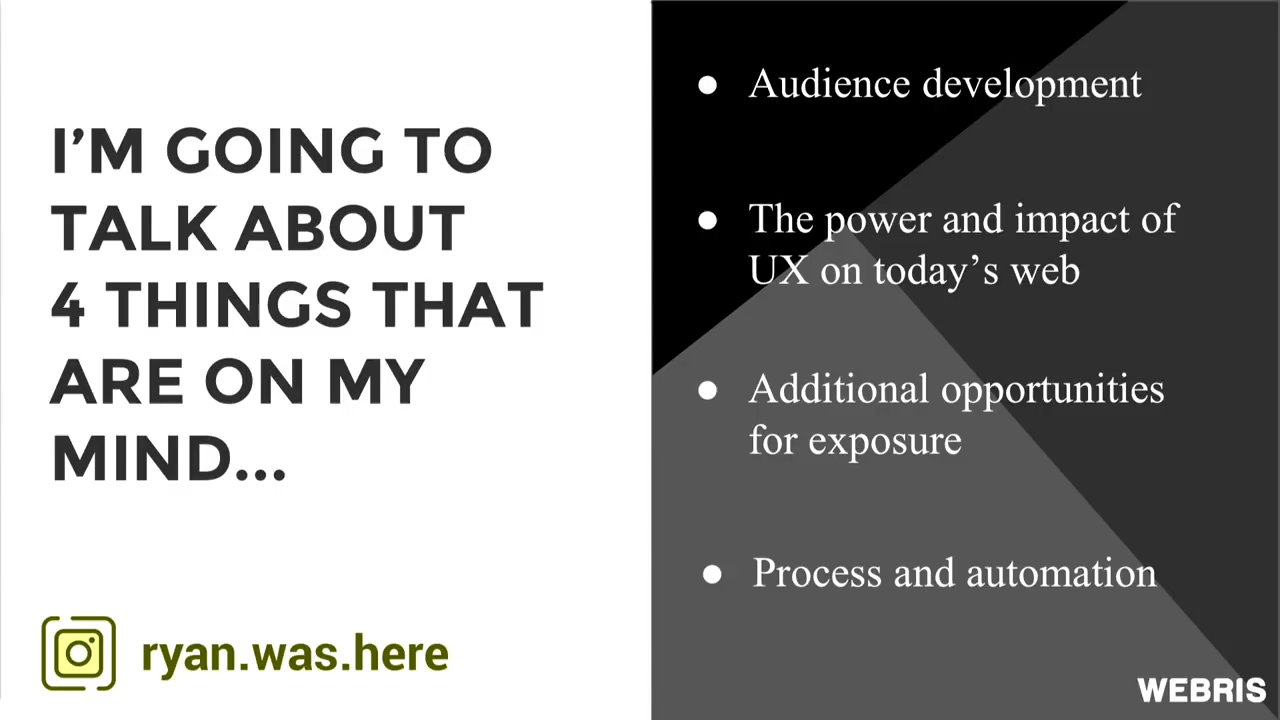 I’M GOING TO
TALK ABOUT
4 THINGS THAT
ARE ON MY
MIND...
ryan.was.here
● Audience development
● The power and impact of
UX on today’s web
● Additional opportunities
for exposure
● Process and automation
WEBRIS